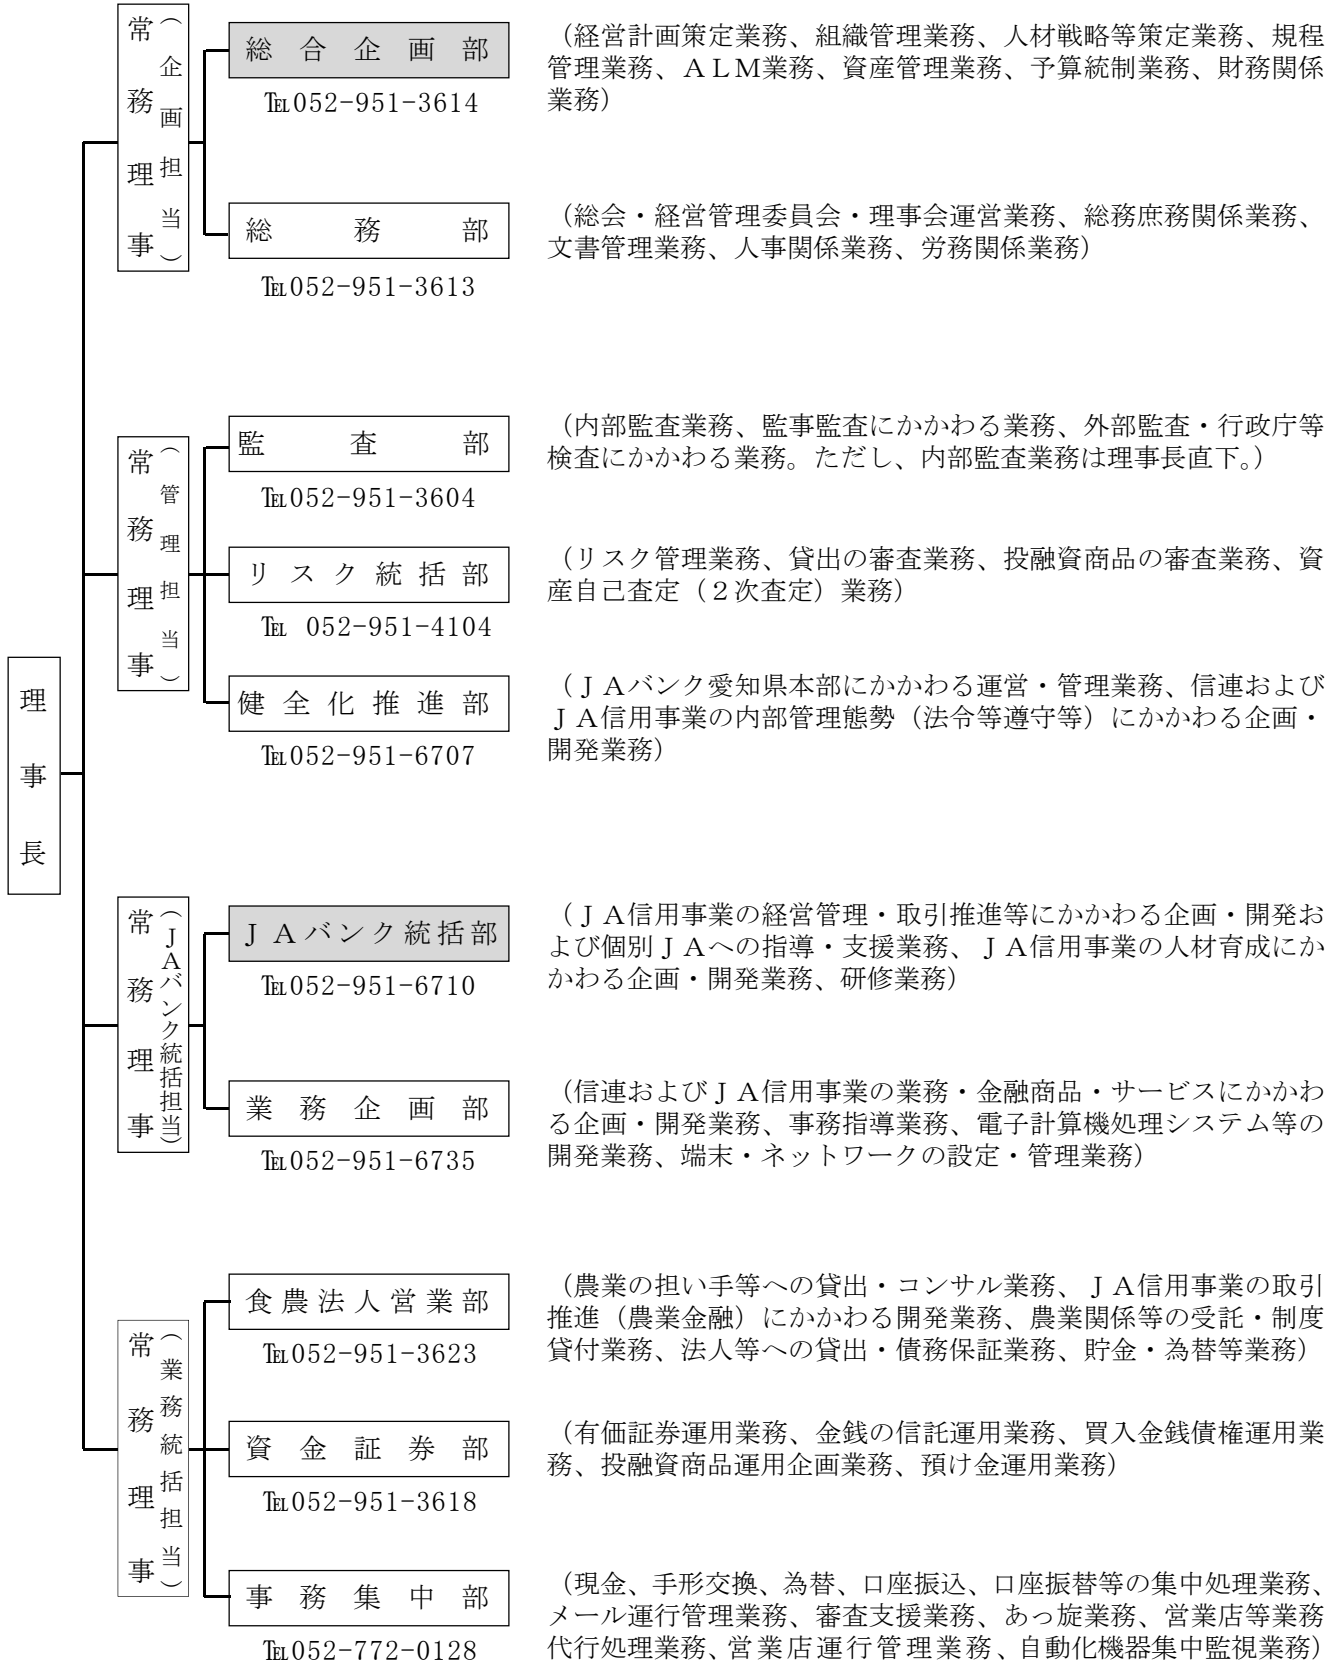 理事長
常務理事
（企画担当）
総合企画部
℡052-951-3614
（経営計画策定業務、組織管理業務、人材戦略等策定業務、規程
管理業務、ＡＬＭ業務、資産管理業務、予算統制業務、財務関係
業務）
総務部
℡052-951-3613
（総会・経営管理委員会・理事会運営業務、総務庶務関係業務、
文書管理業務、人事関係業務、労務関係業務）
常務理事
（管理担当）
監査部
℡052-951-3604
（内部監査業務、監事監査にかかわる業務、外部監査・行政庁等
検査にかかわる業務。ただし、内部監査業務は理事長直下。）
リスク統括部
℡ 052-951-4104
（リスク管理業務、貸出の審査業務、投融資商品の審査業務、資
産自己査定（２次査定）業務）
健全化推進部
℡052-951-6707
（ＪＡバンク愛知県本部にかかわる運営・管理業務、信連および
ＪＡ信用事業の内部管理態勢（法令等遵守等）にかかわる企画・
開発業務）
常務理事
（ＪＡバンク統括担当）
ＪＡバンク統括部
℡052-951-6710
（ＪＡ信用事業の経営管理・取引推進等にかかわる企画・開発お
よび個別ＪＡへの指導・支援業務、ＪＡ信用事業の人材育成にか
かわる企画・開発業務、研修業務）
業務企画部
℡052-951-6735
（信連およびＪＡ信用事業の業務・金融商品・サービスにかかわ
る企画・開発業務、事務指導業務、電子計算機処理システム等の
開発業務、端末・ネットワークの設定・管理業務）
常務理事
（業務統括担当）
食農法人営業部
℡052-951-3623
（農業の担い手等への貸出・コンサル業務、ＪＡ信用事業の取引
推進（農業金融）にかかわる開発業務、農業関係等の受託・制度
貸付業務、法人等への貸出・債務保証業務、貯金・為替等業務）
資金証券部
℡052-951-3618
（有価証券運用業務、金銭の信託運用業務、買入金銭債権運用業
務、投融資商品運用企画業務、預け金運用業務）
事務集中部
℡052-772-0128
（現金、手形交換、為替、口座振込、口座振替等の集中処理業務、
メール運行管理業務、審査支援業務、あっ旋業務、営業店等業務
代行処理業務、営業店運行管理業務、自動化機器集中監視業務）